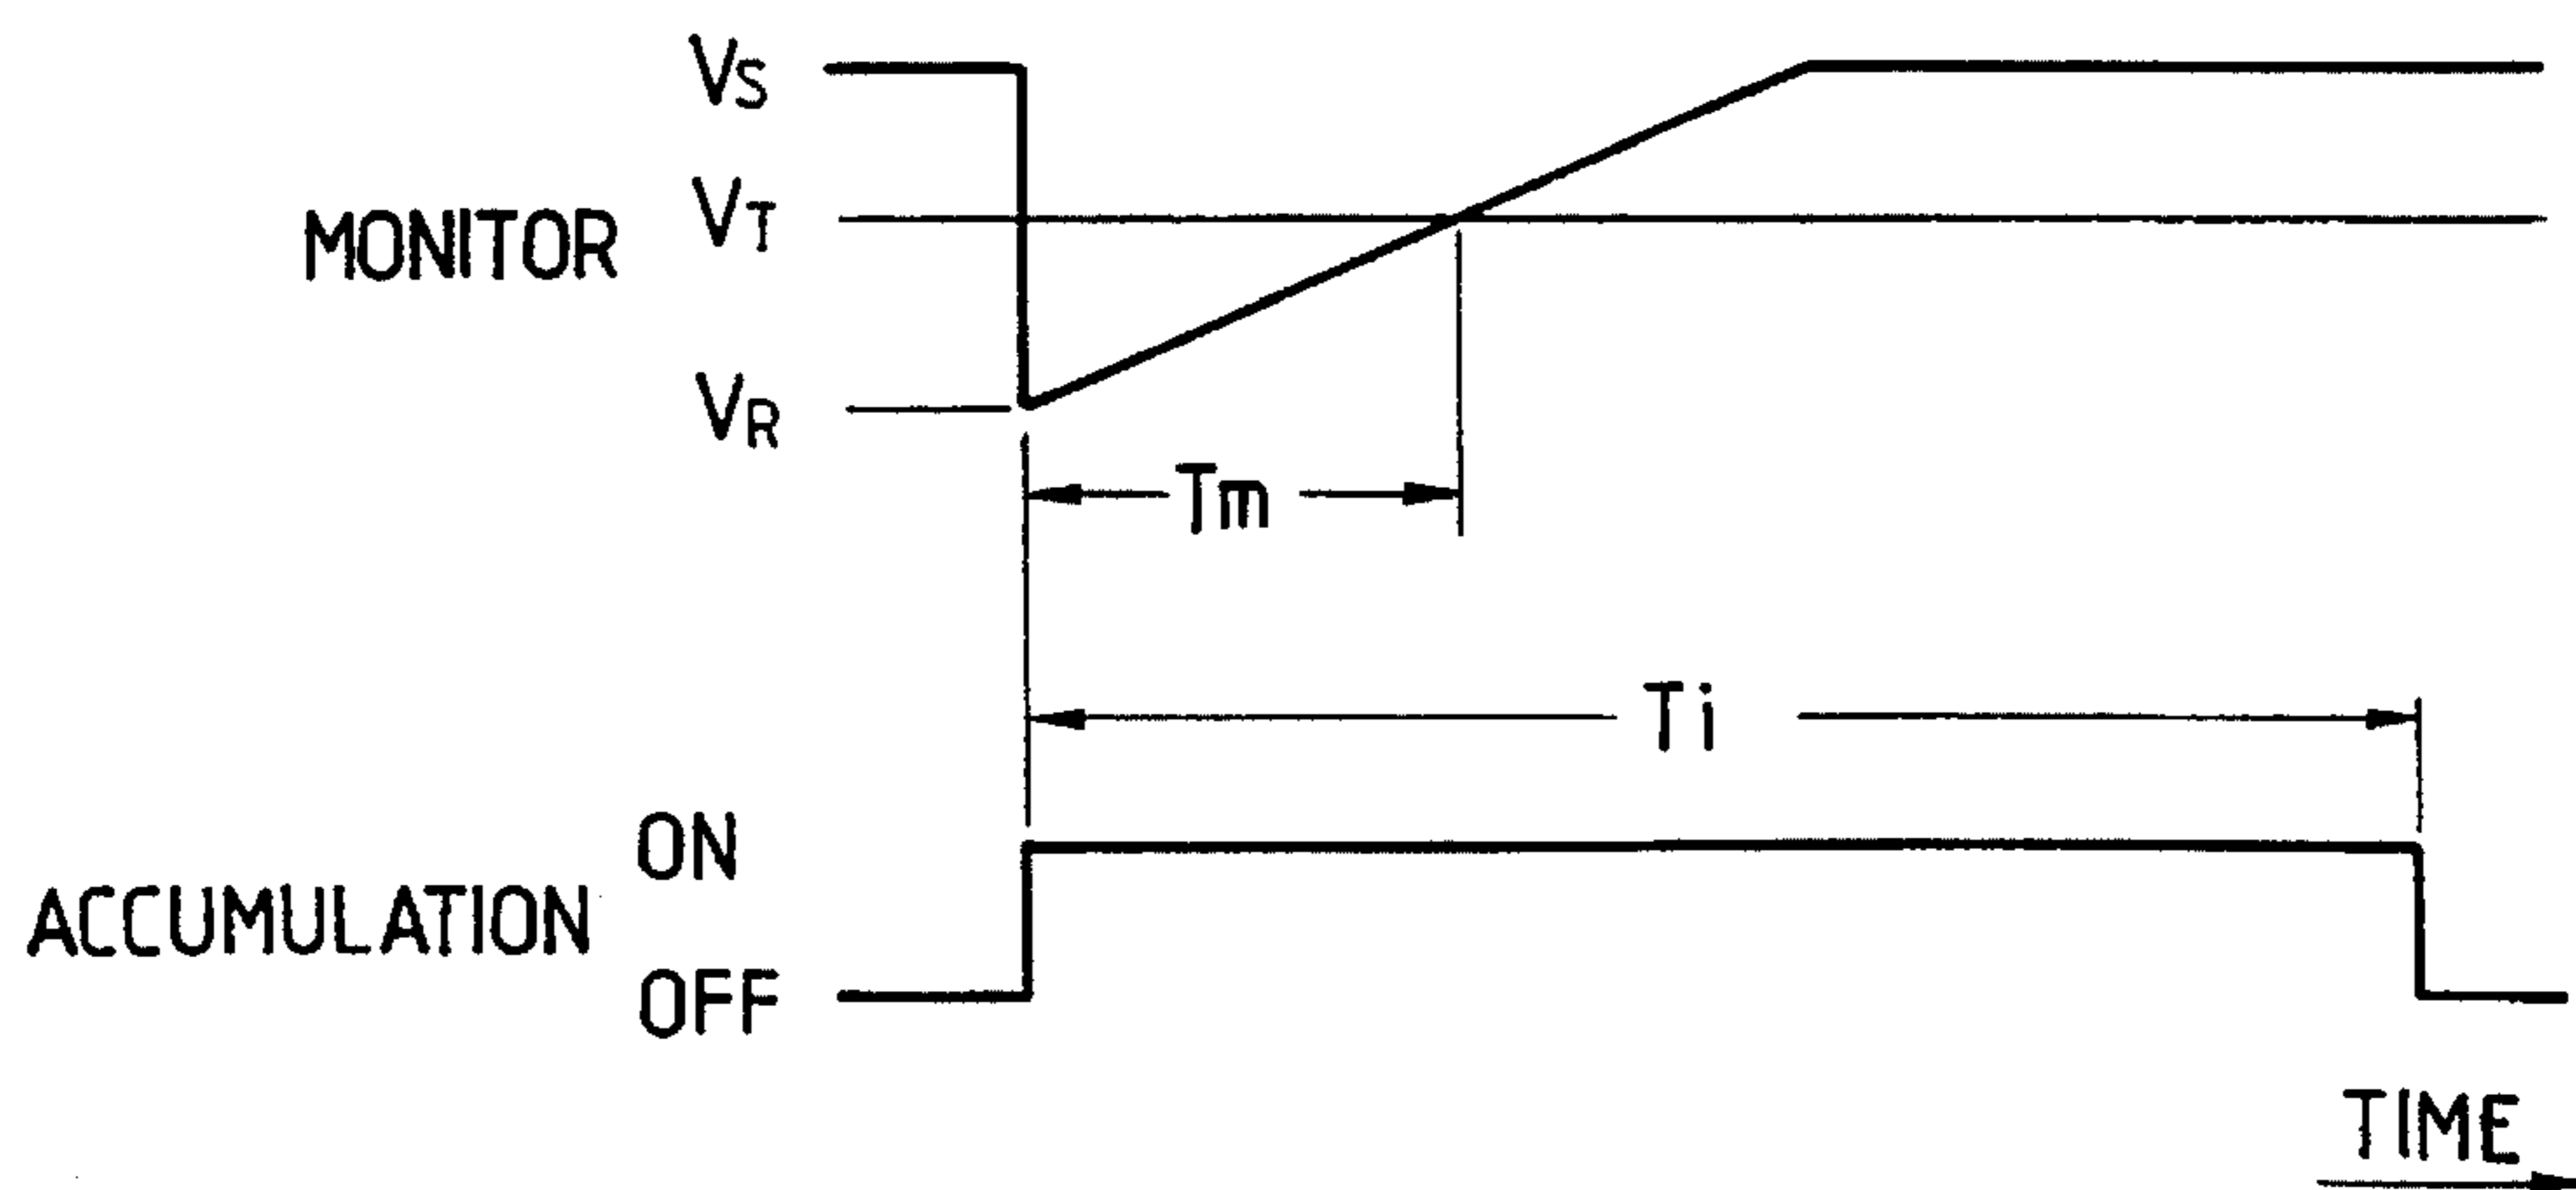 VS
MONITOR VT
VR
Tm
Ti
ON
ACCUMULATION
OFF
TIME